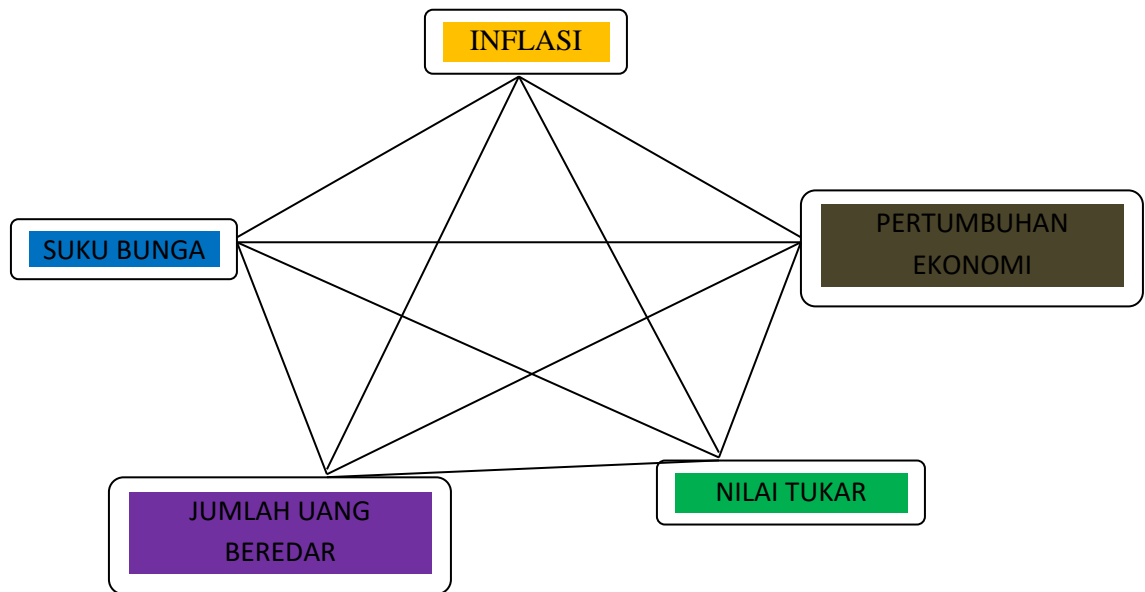 INFLASI
SUKU BUNGA
PERTUMBUHAN
EKONOMI
JUMLAH UANG
BEREDAR
NILAI TUKAR